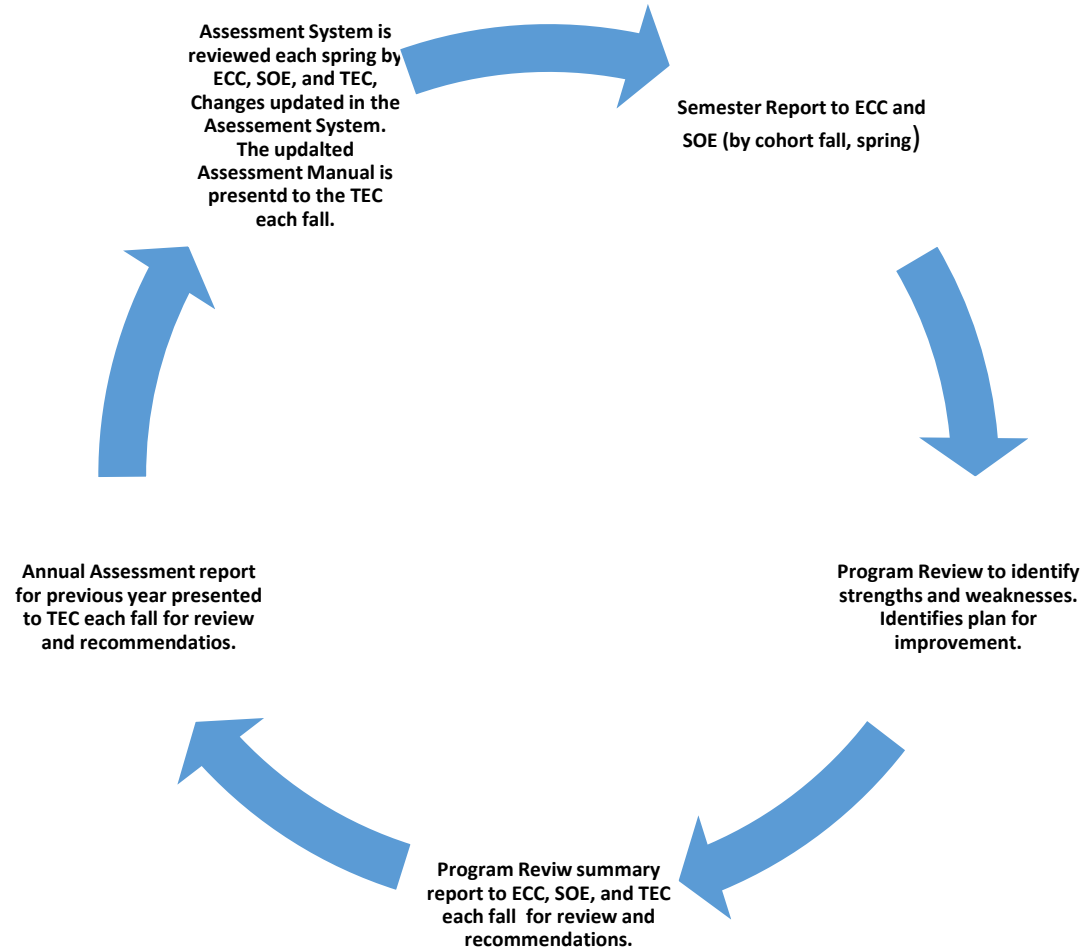 Assessment System is
reviewed each spring by
ECC, SOE, and TEC,
Changes updated in the
Asessement System.
The updalted
Assessment Manual is
presentd to the TEC
each fall.
Semester Report to ECC and
SOE (by cohort fall, spring)
Program Review to identify
strengths and weaknesses.
Identifies plan for
improvement.
Program Reviw summary
report to ECC, SOE, and TEC
each fall for review and
recommendations.
Annual Assessment report
for previous year presented
to TEC each fall for review
and recommendatios.